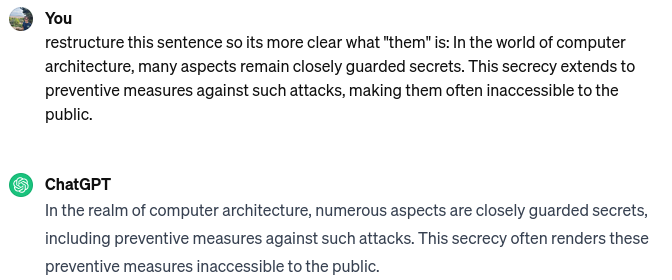 You
restructure this sentence so its more clear what "them" is: In the world of computer
architecture, many aspects remain closely guarded secrets. This secrecy extends to
preventive measures against such attacks, making them often inaccessible to the
public.
ChatGPT
In the realm of computer architecture, numerous aspects are closely guarded secrets,
including preventive measures against such attacks. This secrecy often renders these
preventive measures inaccessible to the public.